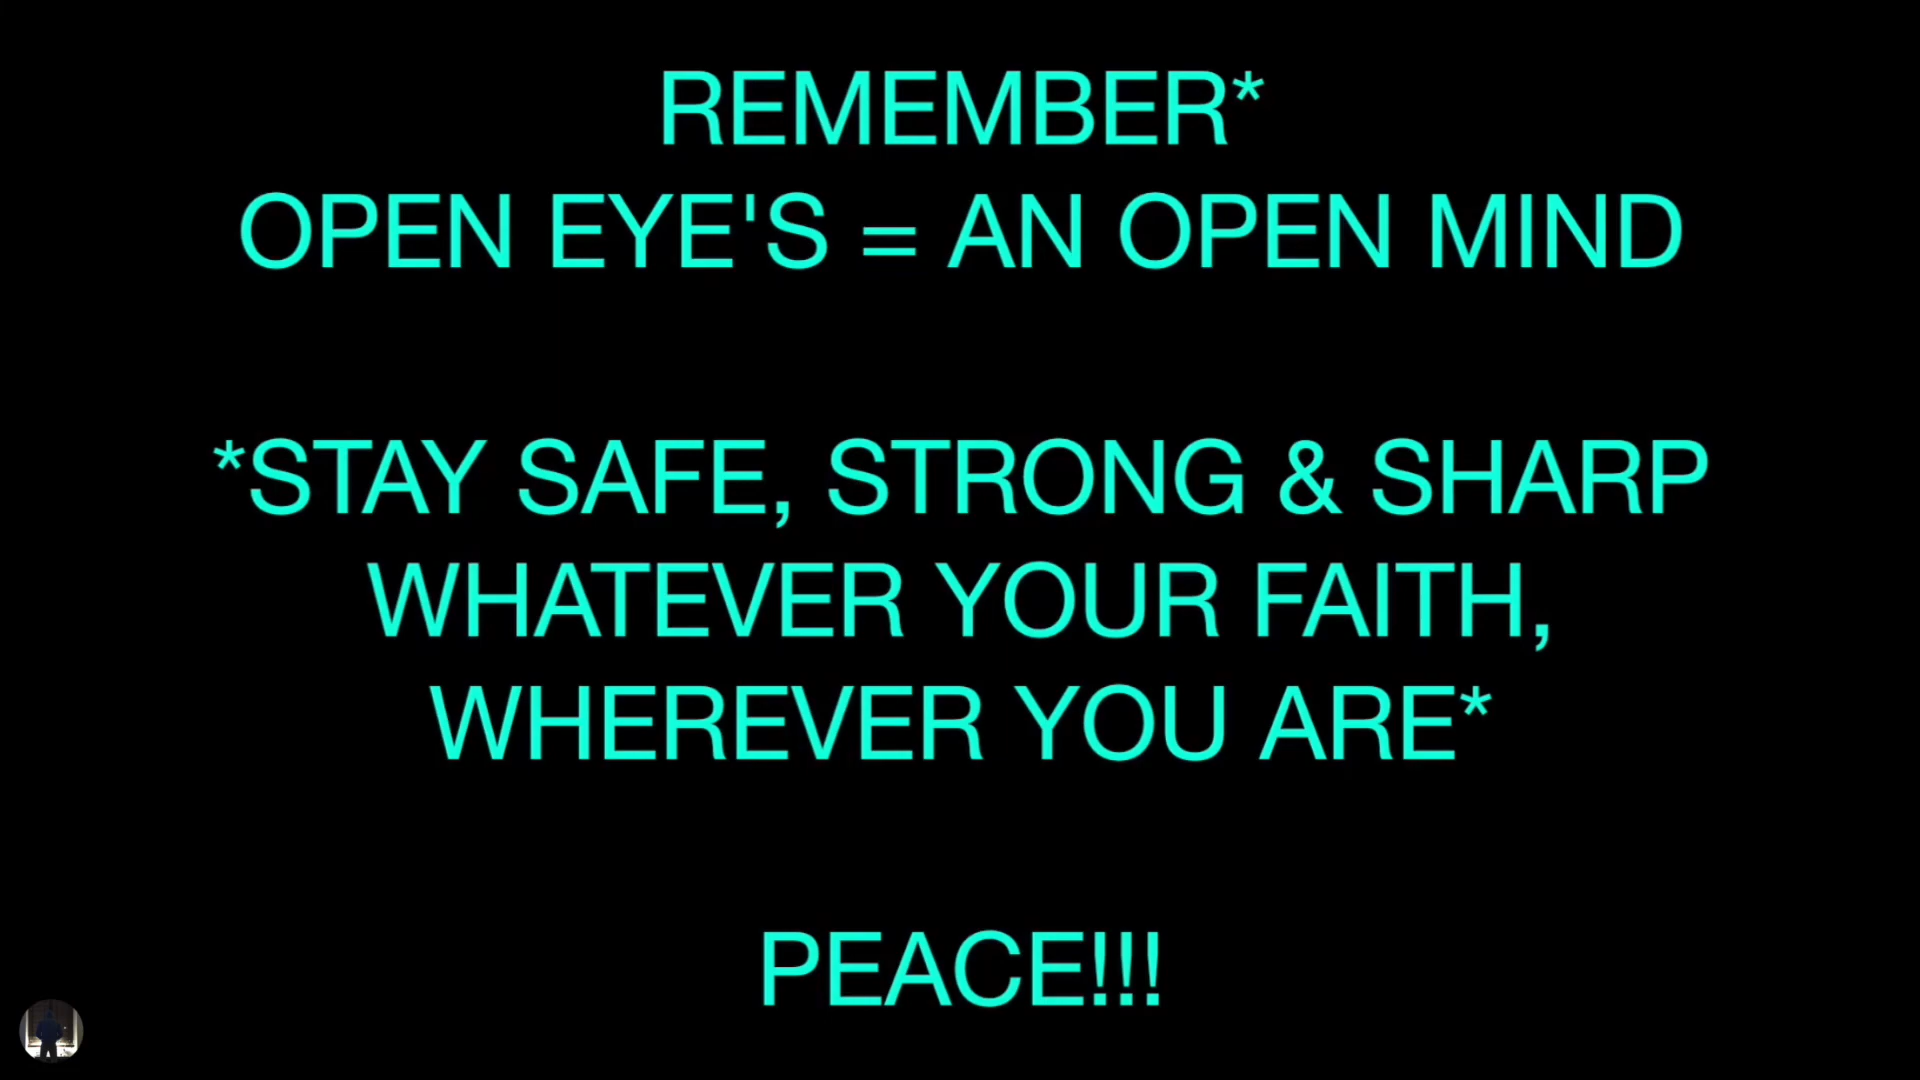 REMEMBER*
OPEN EYE'S = AN OPEN MIND
*STAY SAFE, STRONG & SHARP
WHATEVER YOUR FAITH,
WHEREVER YOU ARE*
PEACE!!!